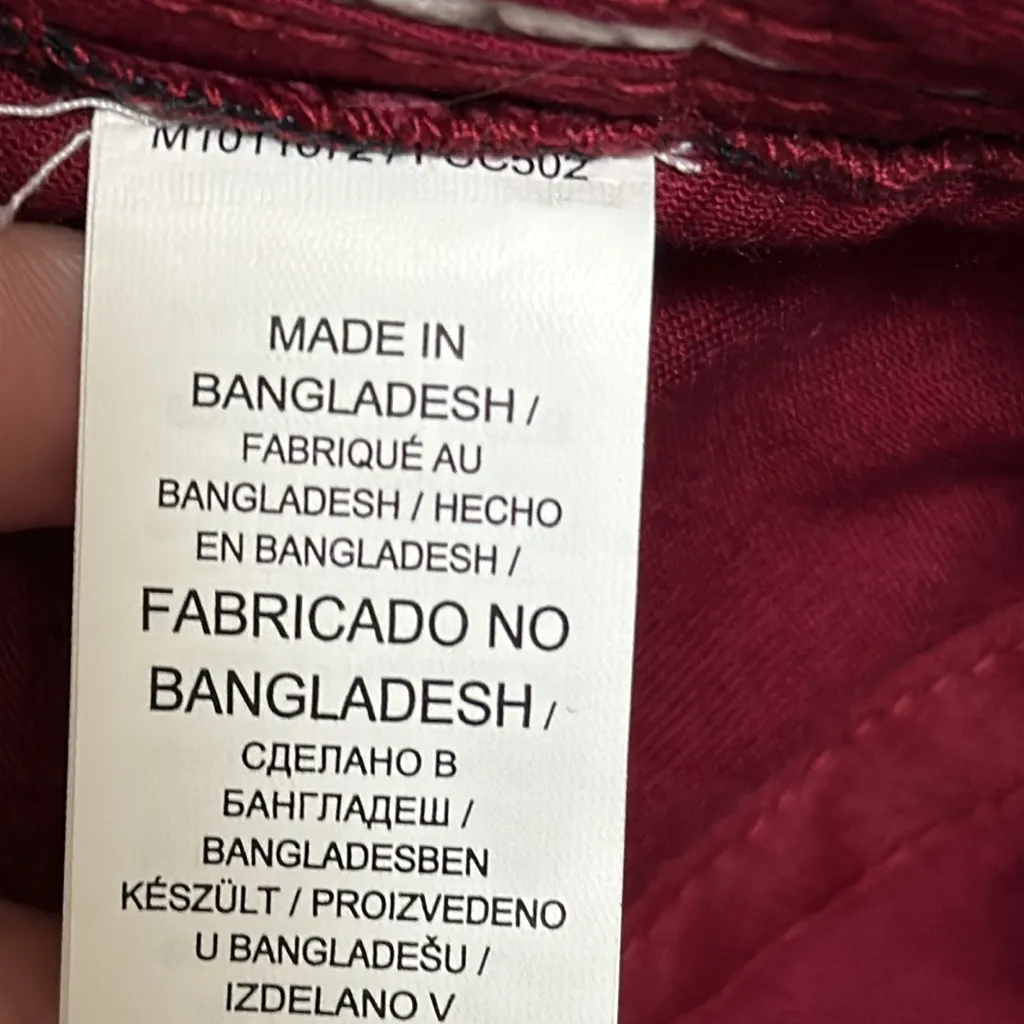 MADE IN
BANGLADESH /
FABRIQUÉ AU
BANGLADESH / HECHO
EN BANGLADESH /
FABRICADO NO
BANGLADESH /
СДЕЛАНО В
БАНГЛАДЕШ /
BANGLADESBEN
KÉSZÜLT / PROIZVEDENO
U BANGLADEŠU /
IZDELANO V